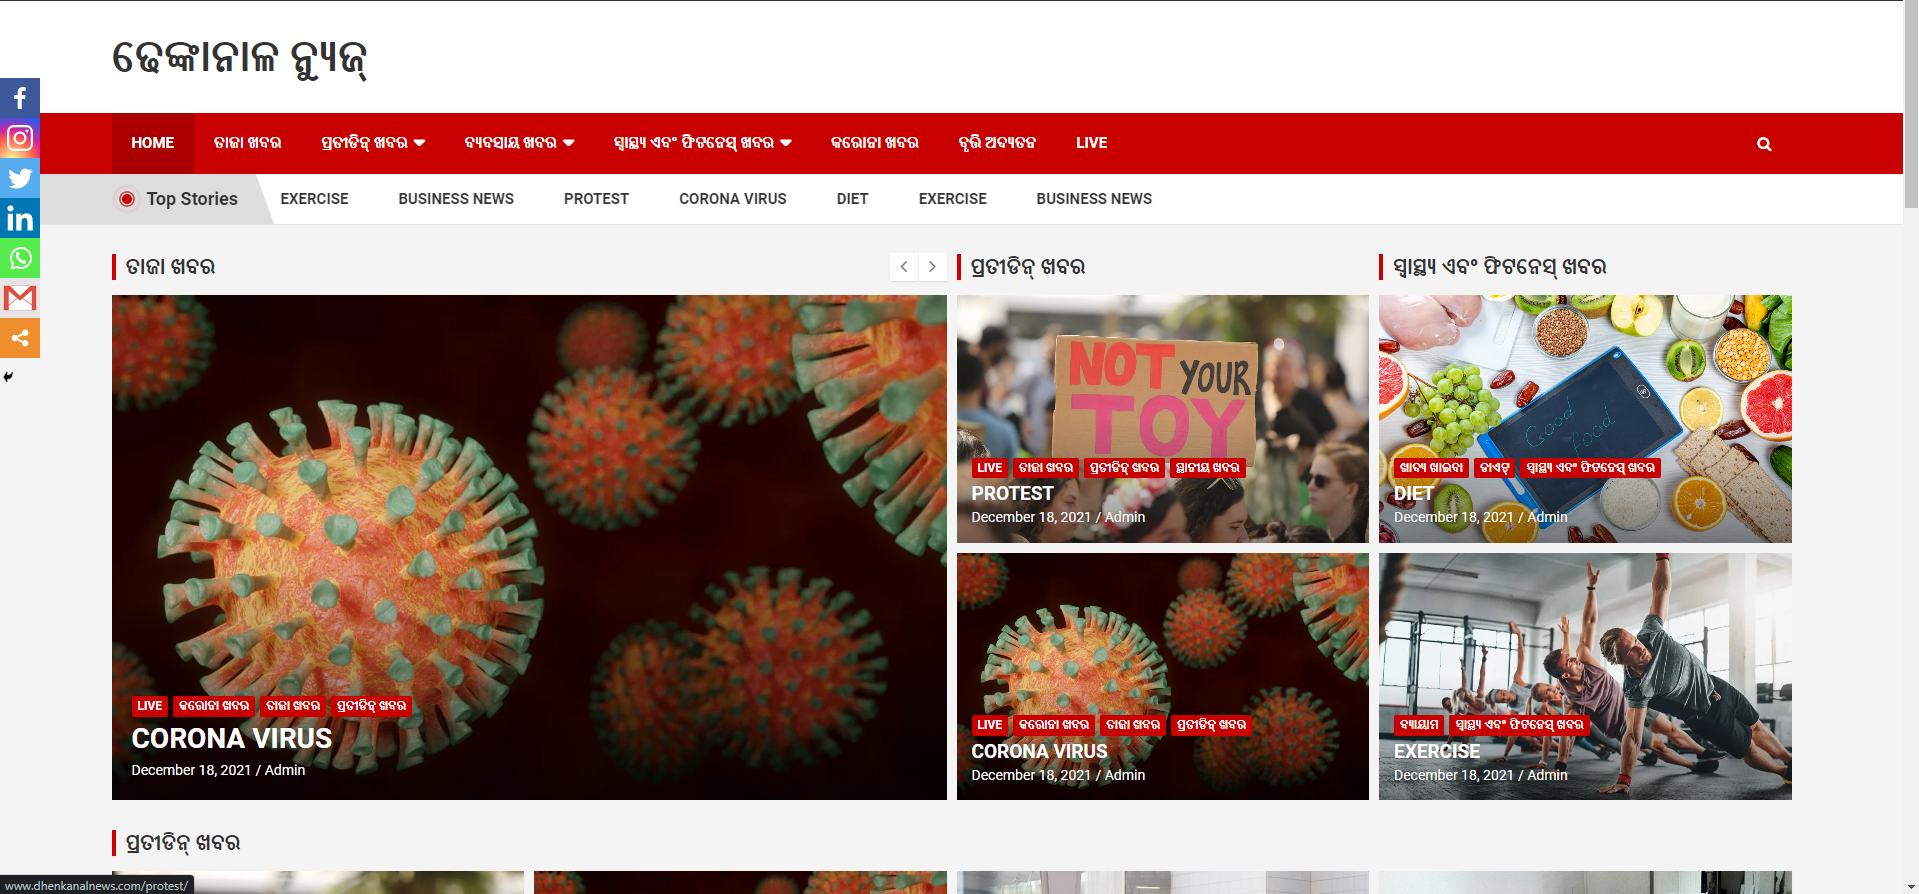 ଢେଙ୍କାନାଳ ନ୍ୟୁଜ୍
HOME ତାଜା ଖବର ପ୍ରତୀଦିନ୍ ଖବର ବ୍ୟବସାୟ ଖବର ସ୍ୱାସ୍ଥ୍ୟ ଏବଂ ଫିଟନେସ୍ ଖବର କରୋନା ଖବର ବୃତ୍ତି ଅଦ୍ୟତନ LIVE
Top Stories EXERCISE BUSINESS NEWS PROTEST CORONA VIRUS DIET EXERCISE BUSINESS NEWS
ତାଜା ଖବର
LIVE କରୋନା ଖବର ତାଜା ଖବର ପ୍ରତୀଦିନ୍ ଖବର
CORONA VIRUS
December 18, 2021 / Admin
ପ୍ରତୀଦିନ୍ ଖବର
NOT YOUR
TOY
LIVE ତାଜା ଖବର ପ୍ରତୀଦିନ୍ ଖବର ସ୍ଥାନୀୟ ଖବର
PROTEST
December 18, 2021 / Admin
LIVE କରୋନା ଖବର ତାଜା ଖବର ପ୍ରତୀଦିନ୍ ଖବର
CORONA VIRUS
December 18, 2021 / Admin
ସ୍ୱାସ୍ଥ୍ୟ ଏବଂ ଫିଟନେସ୍ ଖବର
Good
food
ଖାଦ୍ୟ ଖାଇବା ଡାଏଟ୍ ସ୍ୱାସ୍ଥ୍ୟ ଏବଂ ଫିଟନେସ୍ ଖବର
DIET
December 18, 2021 / Admin
ବ୍ୟାୟାମ ସ୍ୱାସ୍ଥ୍ୟ ଏବଂ ଫିଟନେସ୍ ଖବର
EXERCISE
December 18, 2021 / Admin
ପ୍ରତୀଦିନ୍ ଖବର
www.dhenkanalnews.com/protest/